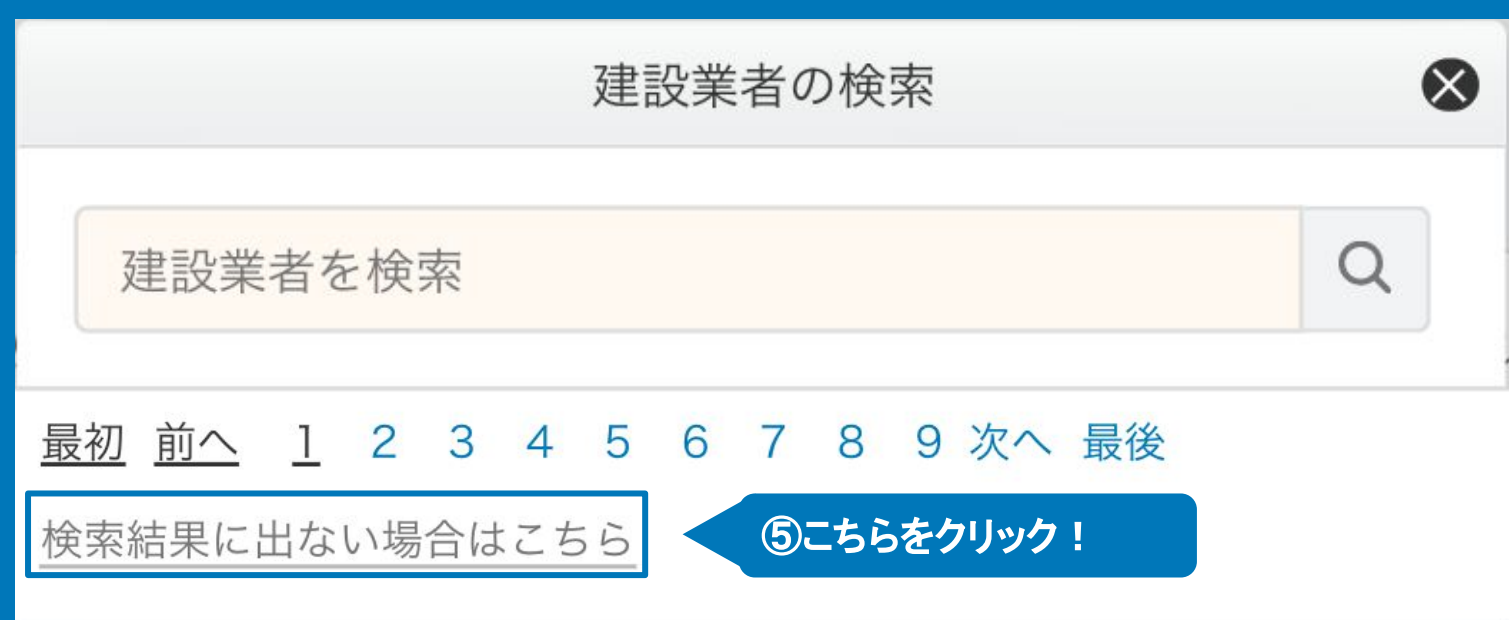 建設業者の検索
建設業者を検索
最初 前へ 1 2 3 4 5 6 7 8 9 次へ 最後
検索結果に出ない場合はこちら
⑤こちらをクリック！